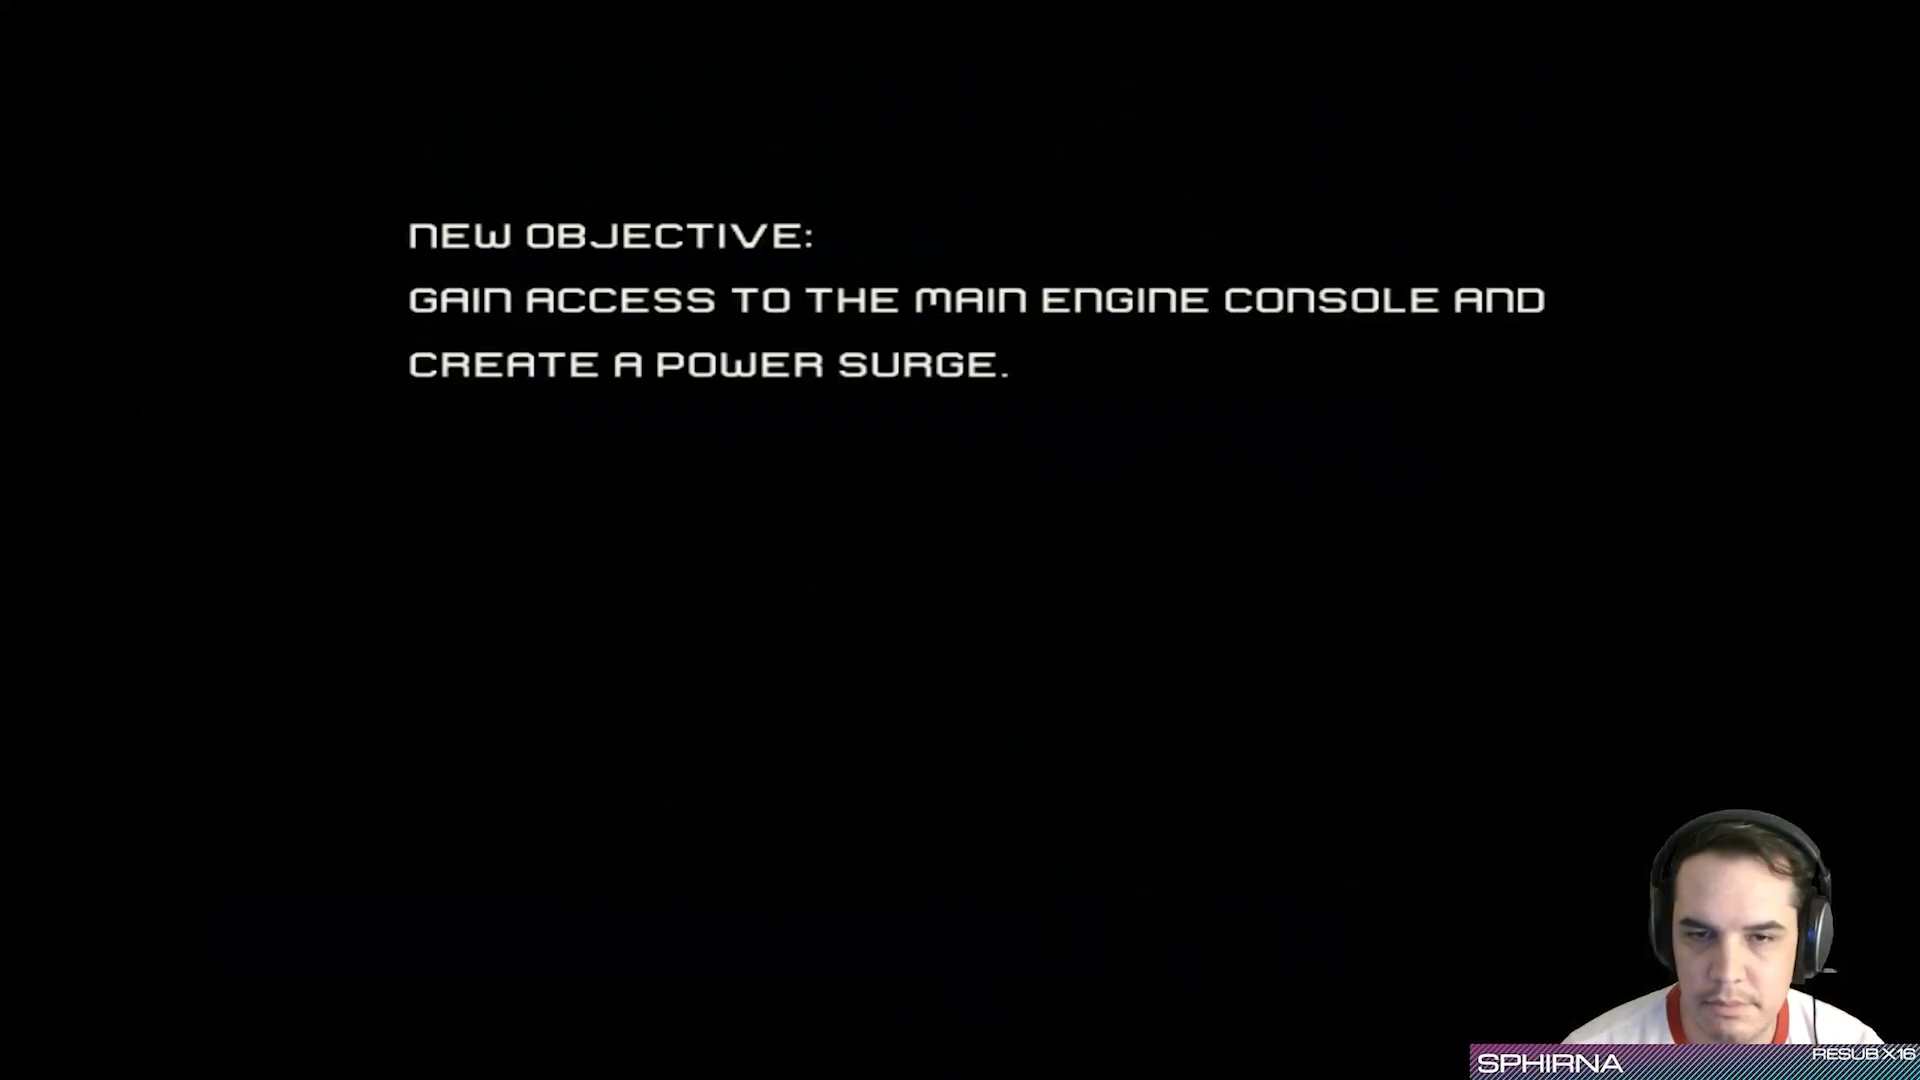 NEW OBJECTIVE:
GAIN ACCESS TO THE MAIN ENGINE CONSOLE AND
CREATE A POWER SURGE.
SPHIRNA
RESUB X16